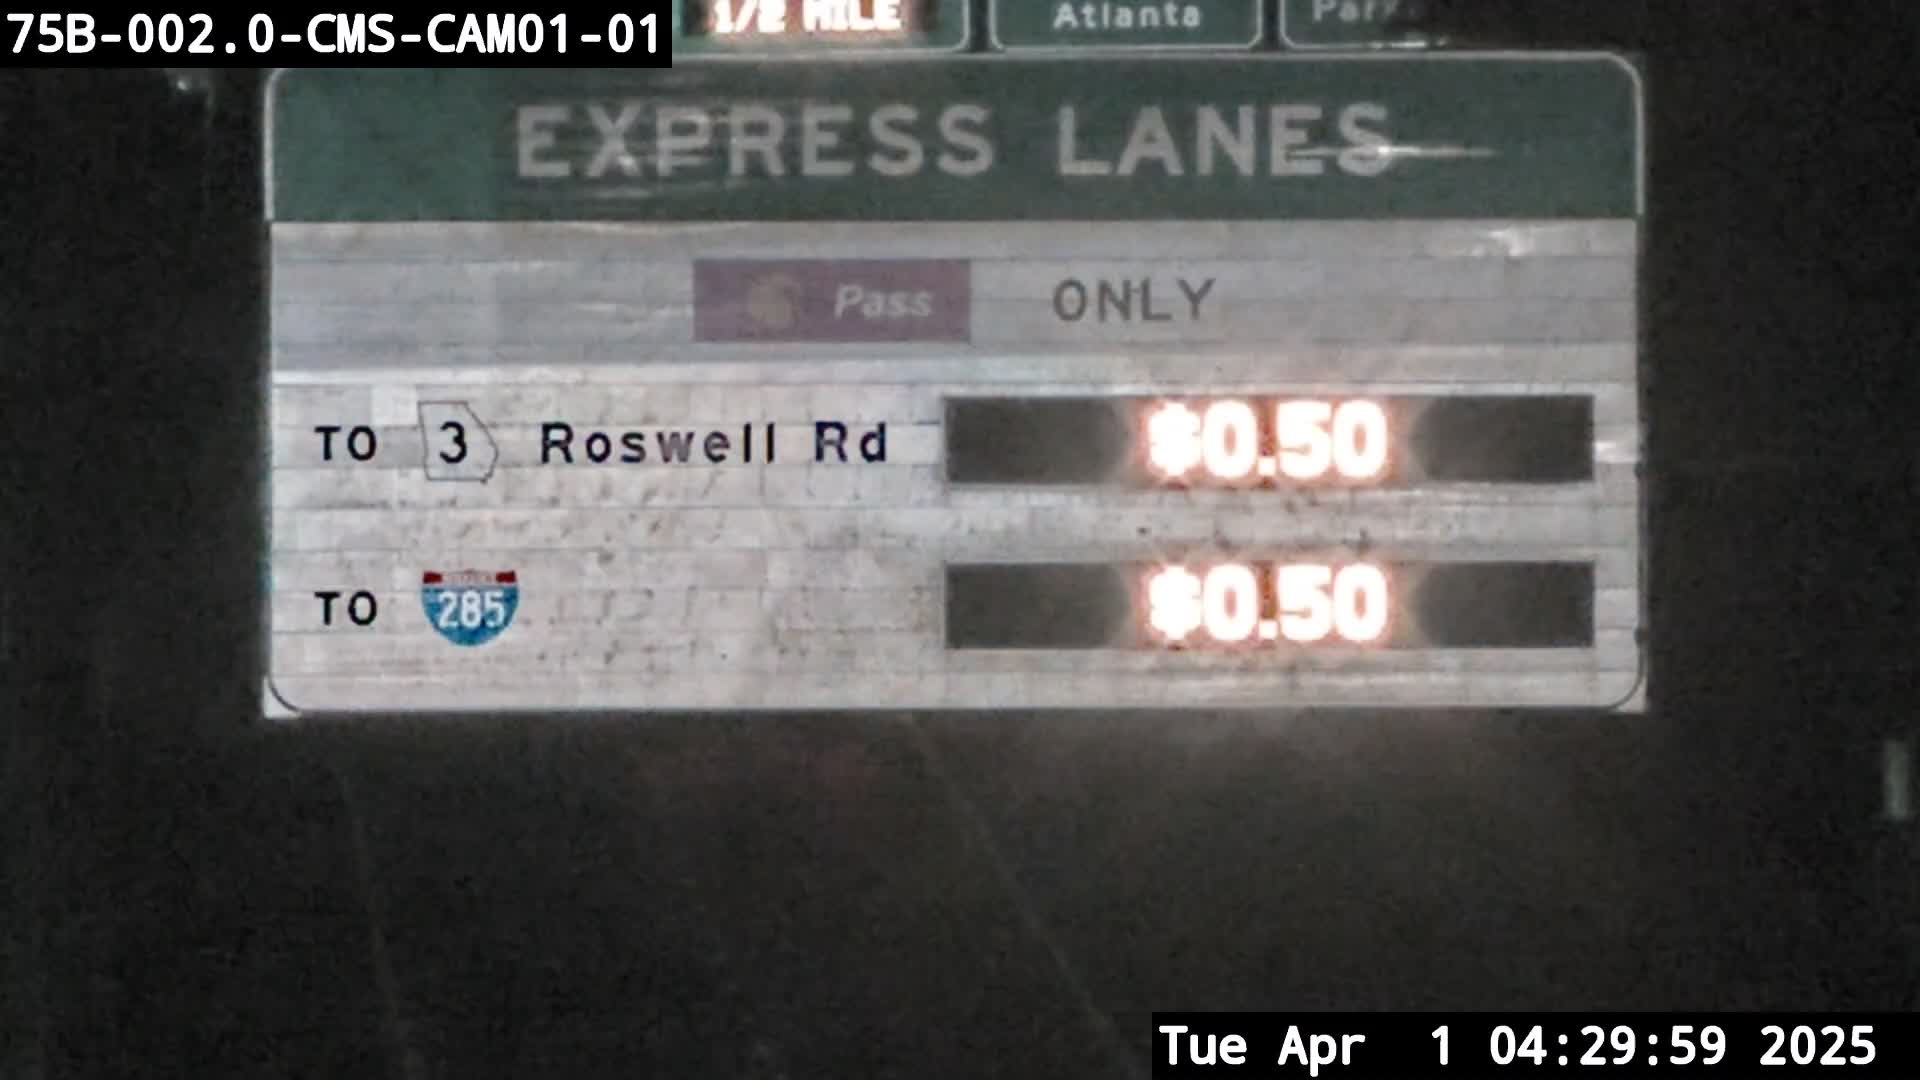 75B-002.0-CMS-CAM01-01
1/2 MILE
Atlanta
EXPRESS LANES
Pass ONLY
TO 3 Roswell Rd $0.50
TO 285 $0.50
Tue Apr 1 04:29:59 2025